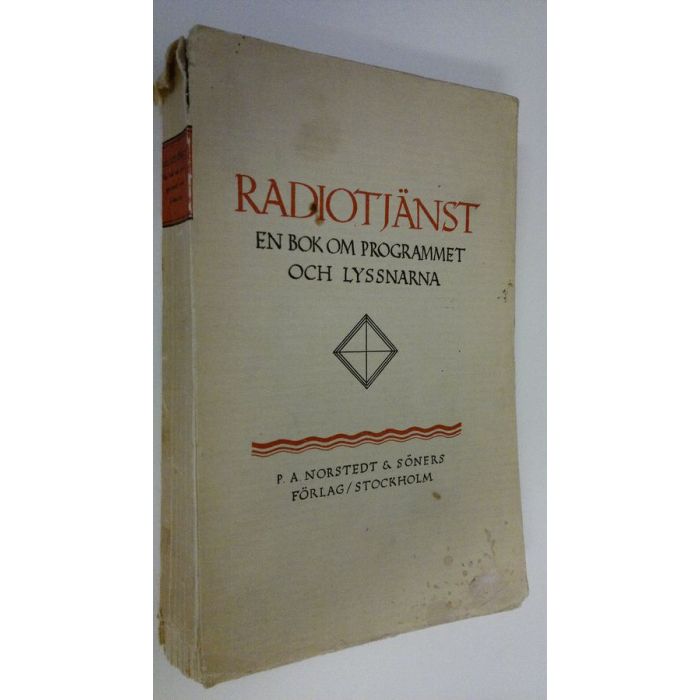 RADIOTJÄNST
EN BOK OM PROGRAMMET
OCH LYSSNARNA
P. A. NORSTEDT & SÖNERS
FÖRLAG/STOCKHOLM